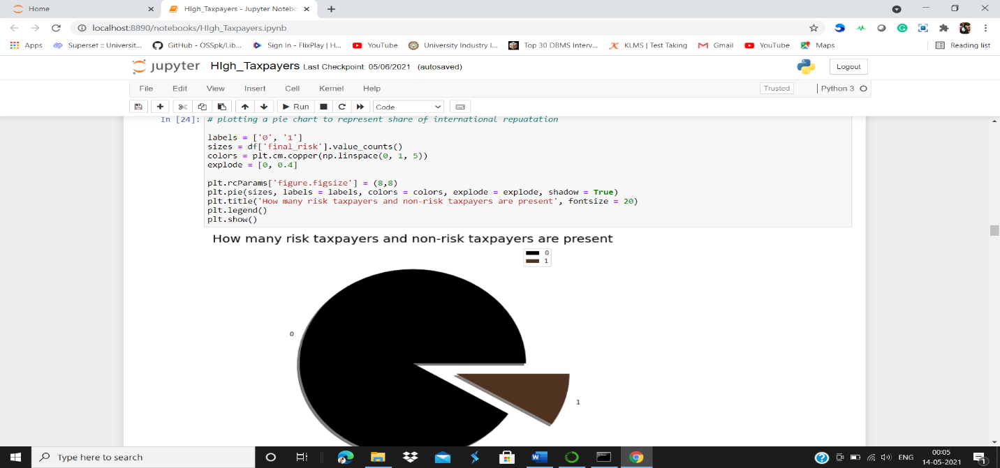 Home
HIgh_Taxpayers - Jupyter Notebo
localhost:8890/notebooks/HIgh_Taxpayers.ipynb
Apps
Superset :: Universit...
GitHub - OSSpk/Lib...
Sign In - FlixPlay | H...
YouTube
University Industry I...
Top 30 DBMS Interv...
KLMS | Test Taking
Gmail
YouTube
Maps
Reading list
jupyter HIgh_Taxpayers Last Checkpoint: 05/06/2021 (autosaved)
Logout
File Edit View Insert Cell Kernel Help
Trusted
Python 3
Run
Code
In [24]: # plotting a pie chart to represent share of international repuatation
labels = ['0', '1']
sizes = df['final_risk'].value_counts()
colors = plt.cm.copper(np.linspace(0, 1, 5))
explode = [0, 0.4]
plt.rcParams['figure.figsize'] = (8,8)
plt.pie(sizes, labels = labels, colors = colors, explode = explode, shadow = True)
plt.title('How many risk taxpayers and non-risk taxpayers are present', fontsize = 20)
plt.legend()
plt.show()
How many risk taxpayers and non-risk taxpayers are present
0
1
0
1
Type here to search
W
ENG
00:05
14-05-2021
1